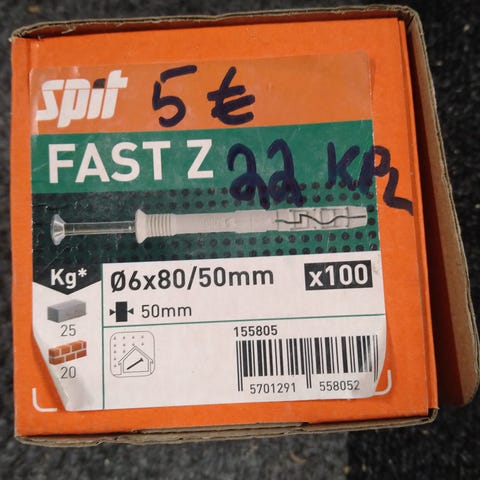 spit 5 €
FAST Z 22 KPL
Kg* Ø6x80/50mm x100
25 50mm
20
155805
5701291 558052